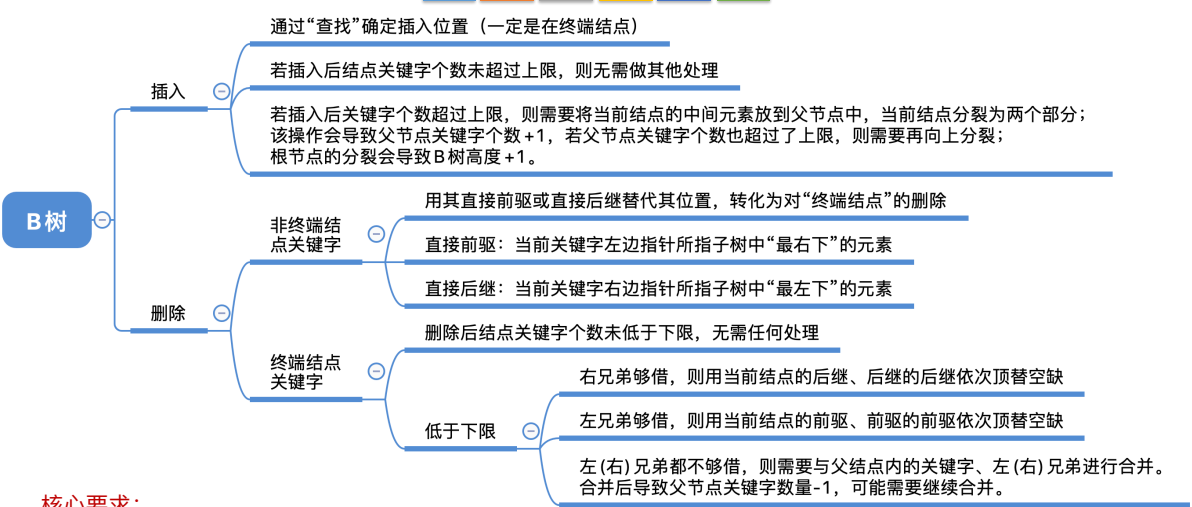 通过“查找”确定插入位置（一定是在终端结点）
若插入后结点关键字个数未超过上限，则无需做其他处理
插入
若插入后关键字个数超过上限，则需要将当前结点的中间元素放到父节点中，当前结点分裂为两个部分；
该操作会导致父节点关键字个数+1，若父节点关键字个数也超过了上限，则需要再向上分裂；
根节点的分裂会导致B树高度+1。
B树
用其直接前驱或直接后继替代其位置，转化为对“终端结点”的删除
非终端结
点关键字
直接前驱：当前关键字左边指针所指子树中“最右下”的元素
直接后继：当前关键字右边指针所指子树中“最左下”的元素
删除
删除后结点关键字个数未低于下限，无需任何处理
终端结点
关键字
右兄弟够借，则用当前结点的后继、后继的后继依次顶替空缺
左兄弟够借，则用当前结点的前驱、前驱的前驱依次顶替空缺
低于下限
左(右)兄弟都不够借，则需要与父结点内的关键字、左(右)兄弟进行合并。
合并后导致父节点关键字数量-1，可能需要继续合并。
核心要求：